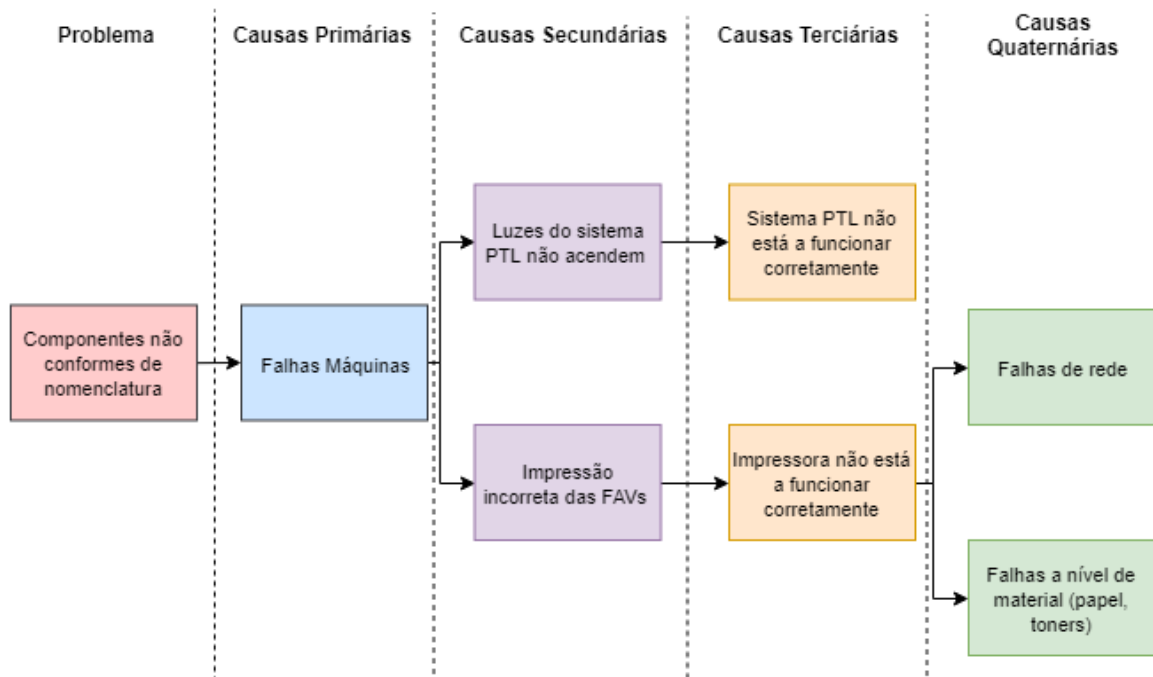 Problema
Causas Primárias
Causas Secundárias
Causas Terciárias
Causas
Quaternárias
Luzes do sistema
PTL não acendem
Sistema PTL não
está a funcionar
corretamente
Componentes não
conformes de
nomenclatura
Falhas Máquinas
Falhas de rede
Impressão
incorreta das FAVs
Impressora não está
a funcionar
corretamente
Falhas a nível de
material (papel,
toners)